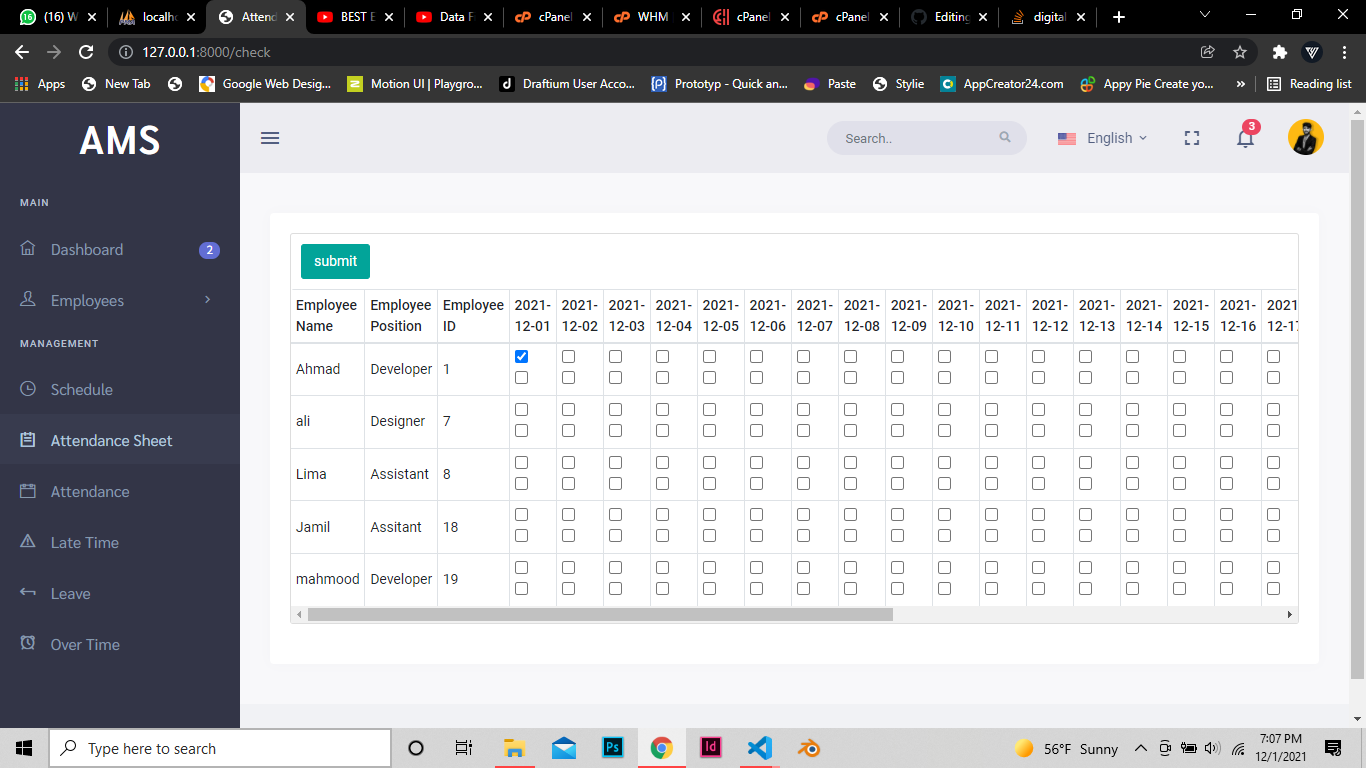 (16) W
localho
Attend
BEST E
Data F
cPanel
WHM
cPanel
cPanel
Editing
digital
127.0.0.1:8000/check
Apps
New Tab
Google Web Desig...
Motion UI | Playgro...
Draftium User Acco...
Prototyp - Quick an...
Paste
Stylie
AppCreator24.com
Appy Pie Create yo...
»
Reading list
AMS
Search..
English
3
MAIN
Dashboard 2
Employees
MANAGEMENT
Schedule
Attendance Sheet
Attendance
Late Time
Leave
Over Time
submit
Employee Employee Employee 2021- 2021- 2021- 2021- 2021- 2021- 2021- 2021- 2021- 2021- 2021- 2021- 2021- 2021- 2021- 2021- 2021
Name Position ID 12-01 12-02 12-03 12-04 12-05 12-06 12-07 12-08 12-09 12-10 12-11 12-12 12-13 12-14 12-15 12-16 12-17
Ahmad Developer 1
ali Designer 7
Lima Assistant 8
Jamil Assitant 18
mahmood Developer 19
Type here to search
Ps
Id
56°F Sunny
7:07 PM
12/1/2021